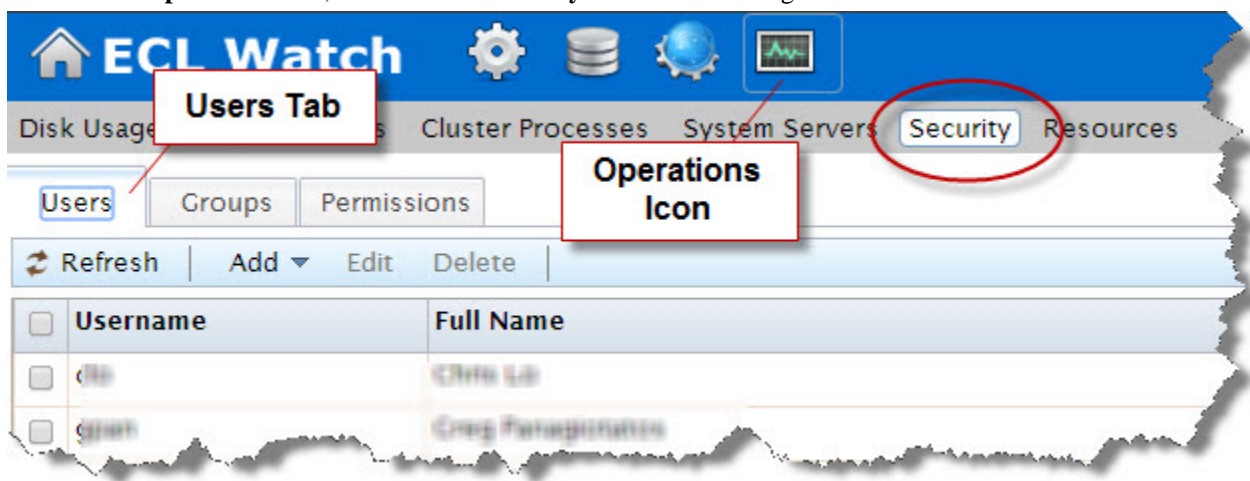 ECL Watch
Users Tab
Disk Usage s Cluster Processes System Servers Security Resources
Operations
Icon
Users Groups Permissions
Refresh Add Edit Delete
Username Full Name